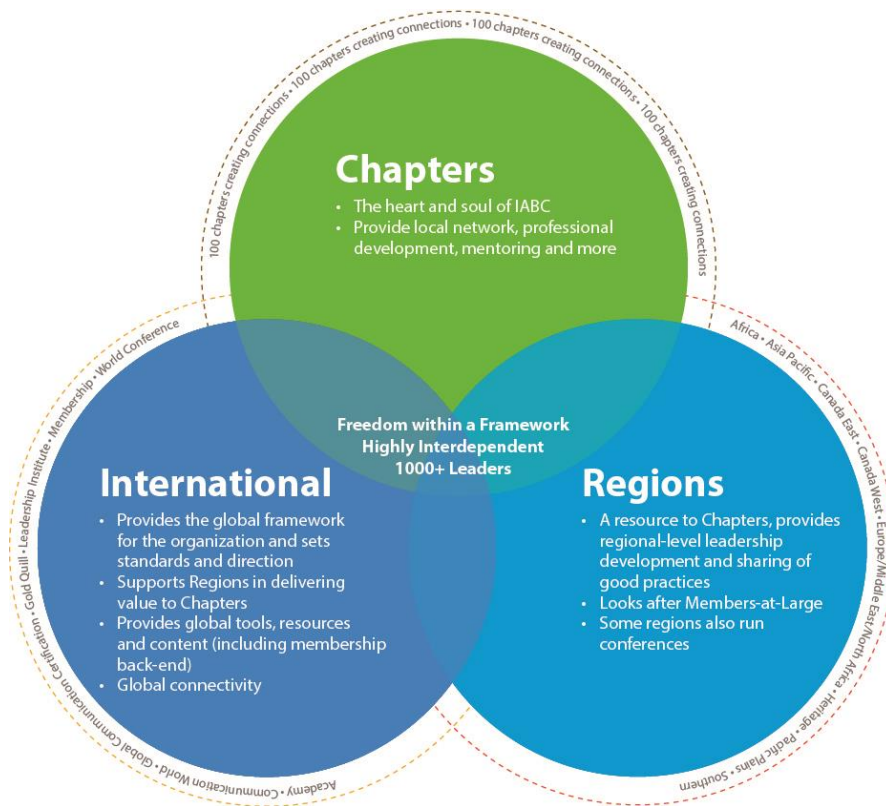 100 chapters creating connections • 100 chapters creating connections • 100 chapters creating connections • 100 chapters creating connections
Chapters
• The heart and soul of IABC
• Provide local network, professional
development, mentoring and more
Freedom within a Framework
Highly Interdependent
1000+ Leaders
Academy • Communication World • Global Communication Certification • Gold Quill • Leadership Institute • Membership • World Conference
International
• Provides the global framework
for the organization and sets
standards and direction
• Supports Regions in delivering
value to Chapters
• Provides global tools, resources
and content (including membership
back-end)
• Global connectivity
Africa • Asia Pacific • Canada East • Canada West • Europe/Middle East/North Africa • Heritage • Pacific Plains • Southern
Regions
• A resource to Chapters, provides
regional-level leadership
development and sharing of
good practices
• Looks after Members-at-Large
• Some regions also run
conferences